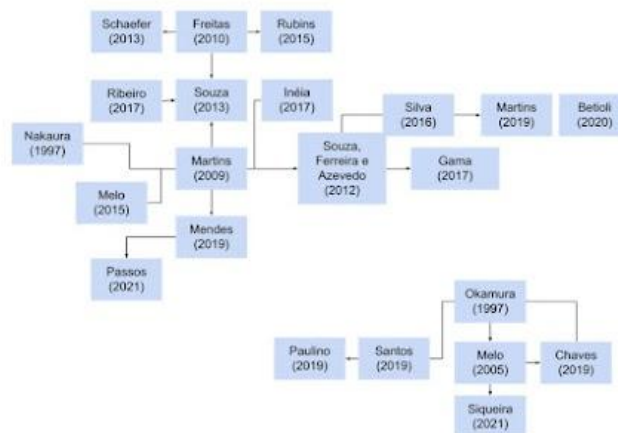 Schaefer
(2013)
Freitas
(2010)
Rubins
(2015)
Ribeiro
(2017)
Souza
(2013)
Inéia
(2017)
Silva
(2016)
Martins
(2019)
Betioli
(2020)
Nakaura
(1997)
Martins
(2009)
Souza,
Ferreira e
Azevedo
(2012)
Gama
(2017)
Melo
(2015)
Mendes
(2019)
Passos
(2021)
Okamura
(1997)
Paulino
(2019)
Santos
(2019)
Melo
(2005)
Chaves
(2019)
Siqueira
(2021)